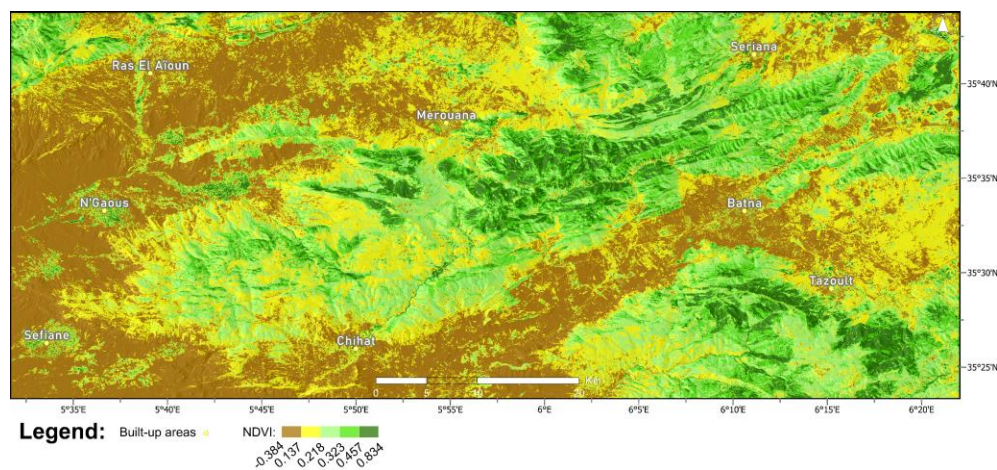 Seriana
Ras El Aïoun
35°40'N
Merouana
35°35'N
N'Gaous
Batna
35°30'N
Tazoult
Sefiane
Chihat
35°25'N
Km
0 5 10 20
5°35' 5°40' 5°45' 5°50' 5°55' 6°0' 6°5' 6°10' 6°15' 6°20'E
Legend: Built-up areas NDVI:
-0.384 0.137 0.218 0.323 0.457 0.834